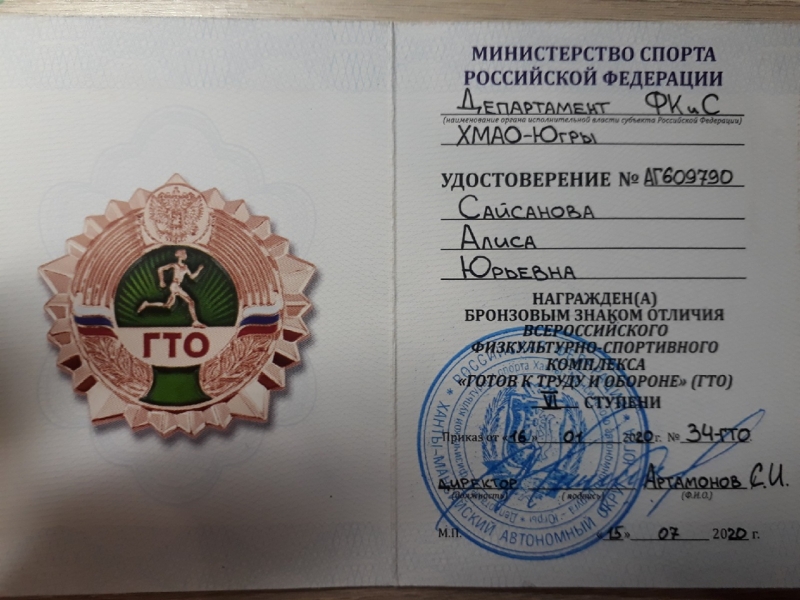 ГТО
МИНИСТЕРСТВО СПОРТА
РОССИЙСКОЙ ФЕДЕРАЦИИ
ДЕПАРТАМЕНТ ФКиС
(наименование органа исполнительной власти субъекта Российской Федерации)
ХМАО-ЮГРЫ
УДОСТОВЕРЕНИЕ № АГ609790
САЙСАНОВА
АЛИСА
ЮРЬЕВНА
НАГРАЖДЕН(А)
БРОНЗОВЫМ ЗНАКОМ ОТЛИЧИЯ
ВСЕРОССИЙСКОГО
ФИЗКУЛЬТУРНО-СПОРТИВНОГО
КОМПЛЕКСА
«ГОТОВ К ТРУДУ И ОБОРОНЕ» (ГТО)
VI СТУПЕНИ
Приказ от «16» 01 2020 г. № 34-ГТО
ДИРЕКТОР АРТАМОНОВ С.И.
(должность) (подпись) (Ф.И.О.)
М.П. «15» 07 2020 г.
АВТОНОМНЫЙ ОКРУГ